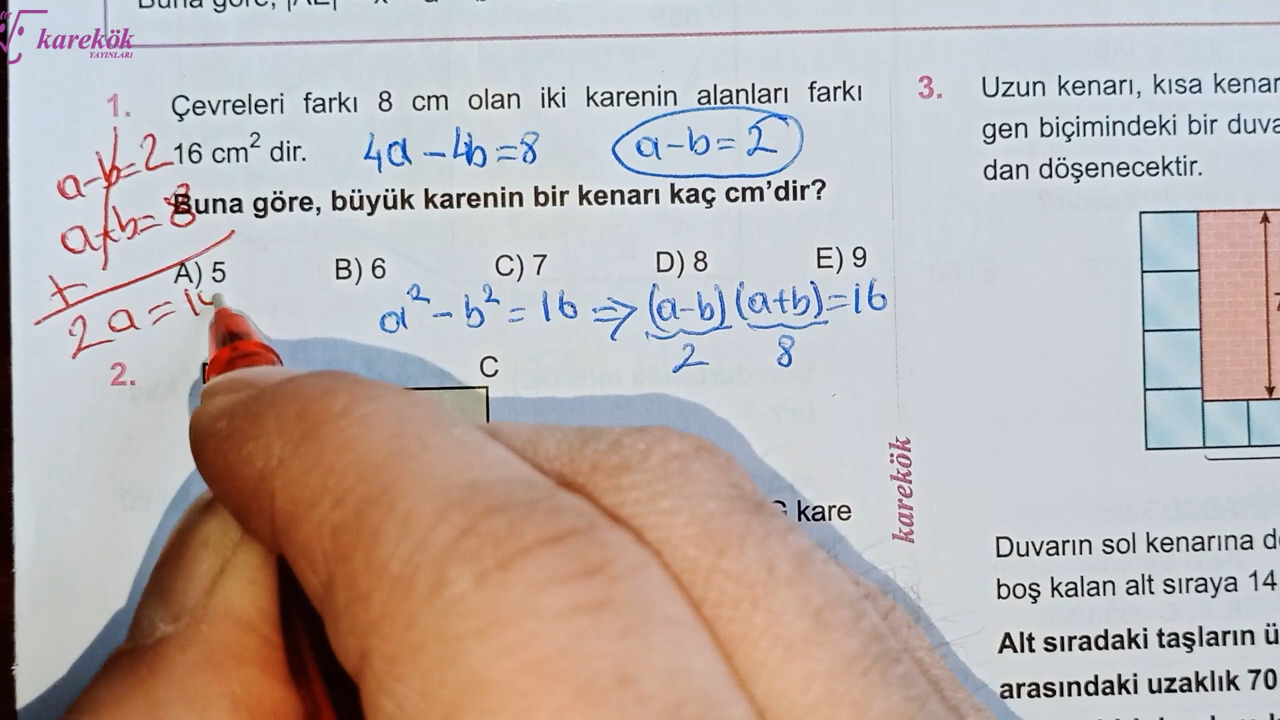 karekök
YAYINLARI
1. Çevreleri farkı 8 cm olan iki karenin alanları farkı
16 cm² dir. 4a - 4b = 8 a - b = 2
Buna göre, büyük karenin bir kenarı kaç cm'dir?
a-b=2
a+b=8
+
2a=10
A) 5 B) 6 C) 7 D) 8 E) 9
a² - b² = 16 ⇒ (a-b) (a+b) = 16
2 8
2.
C
kare
karekök
3. Uzun kenarı, kısa kenar
gen biçimindeki bir duva
dan döşenecektir.
Duvarın sol kenarına d
boş kalan alt sıraya 14
Alt sıradaki taşların ü
arasındaki uzaklık 70